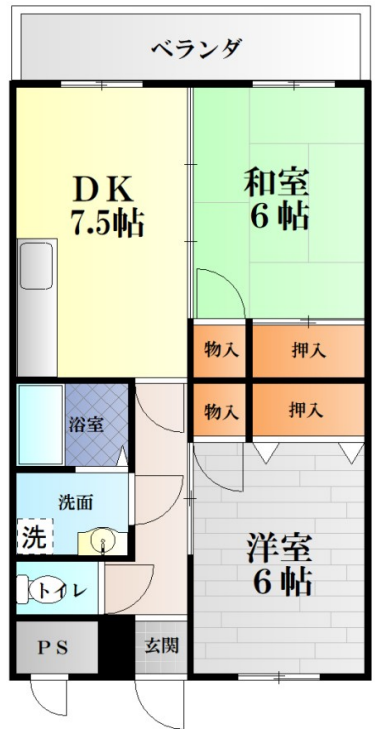 ベランダ
DK
7.5帖
和室
6帖
物入
押入
物入
押入
浴室
洗面
洗
洋室
6帖
トイレ
PS
玄関